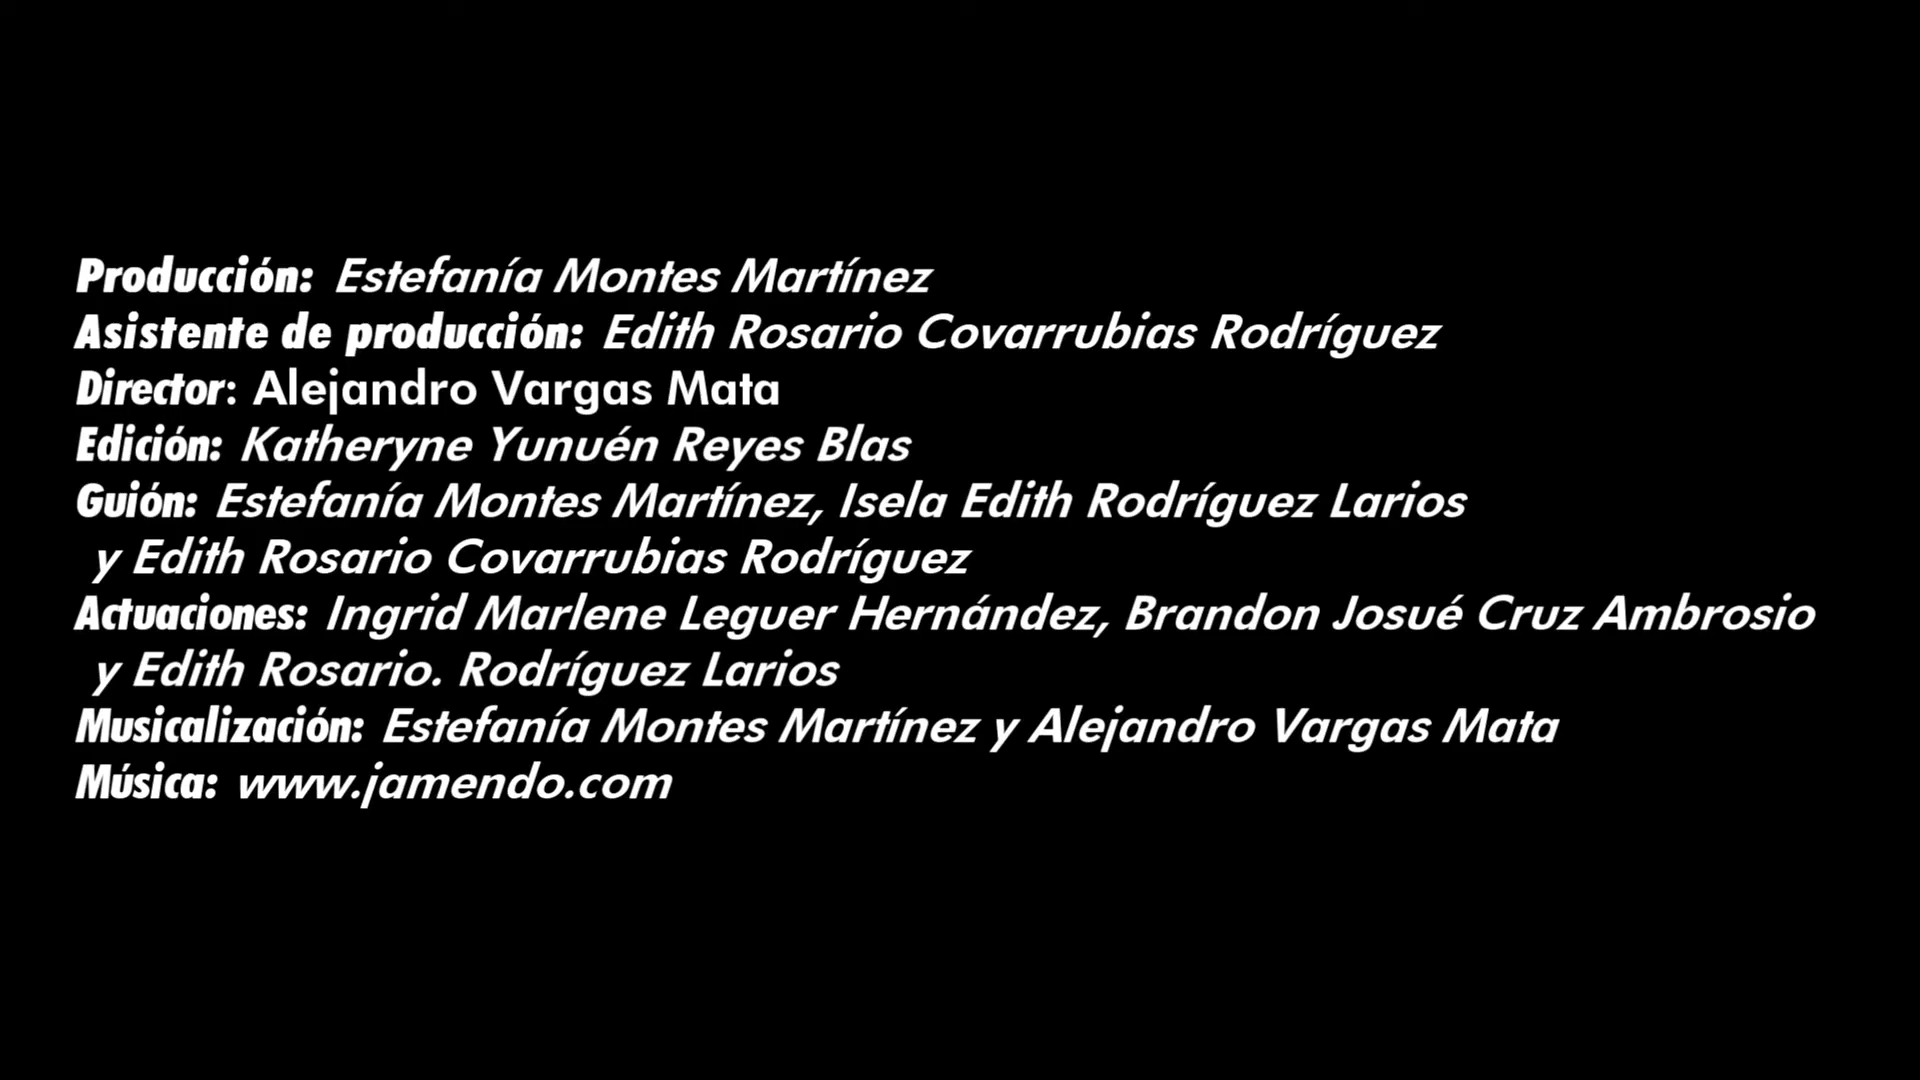 Producción: Estefanía Montes Martínez
Asistente de producción: Edith Rosario Covarrubias Rodríguez
Director: Alejandro Vargas Mata
Edición: Katheryne Yunuén Reyes Blas
Guión: Estefanía Montes Martínez, Isela Edith Rodríguez Larios
y Edith Rosario Covarrubias Rodríguez
Actuaciones: Ingrid Marlene Leguer Hernández, Brandon Josué Cruz Ambrosio
y Edith Rosario. Rodríguez Larios
Musicalización: Estefanía Montes Martínez y Alejandro Vargas Mata
Música: www.jamendo.com